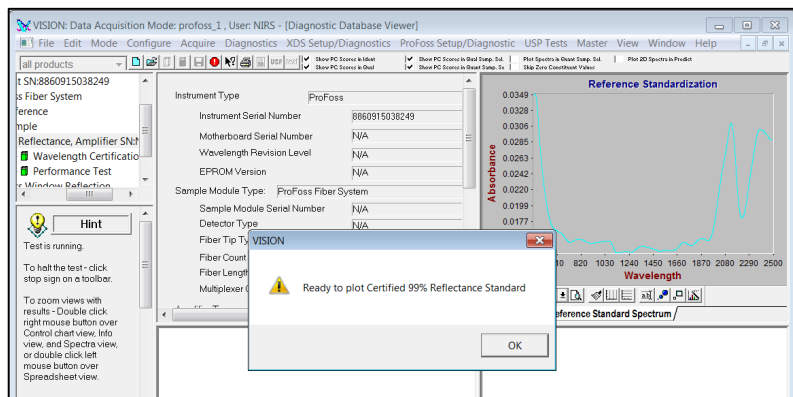 VISION: Data Acquisition Mode: profoss_1 , User: NIRS - [Diagnostic Database Viewer]
File Edit Mode Configure Acquire Diagnostics XDS Setup/Diagnostics ProFoss Setup/Diagnostic USP Tests Master View Window Help
all products
Show PC Scores in Ident
Show PC Scores in Qual
Show PC Scores in Qual Samp. Sel.
Show PC Scores in Quant Samp. Se
Plot Spectra in Quant Samp. Sel.
Skip Zero Constituent Values
Plot 2D Spectra in Predict
t SN:8860915038249
ss Fiber System
ference
mple
Reflectance, Amplifier SN:N
Wavelength Certificatio
Performance Test
Hint
Test is running.
To halt the test - click
stop sign on a toolbar.
To zoom views with
results - Double click
right mouse button over
Control chart view, Info
view, and Spectra view,
or double click left
mouse button over
Spreadsheet view.
Instrument Type ProFoss
Instrument Serial Number 8860915038249
Motherboard Serial Number N/A
Wavelength Revision Level N/A
EPROM Version N/A
Sample Module Type: ProFoss Fiber System
Sample Module Serial Number N/A
Detector Type N/A
Fiber Tip Ty
Fiber Count
Fiber Length
Multiplexer
VISION
Ready to plot Certified 99% Reflectance Standard
OK
Reference Standardization
Absorbance
0.0349
0.0328
0.0306
0.0285
0.0263
0.0242
0.0220
0.0199
0.0177
10 820 1030 1240 1450 1660 1870 2080 2290 2500
Wavelength
eference Standard Spectrum